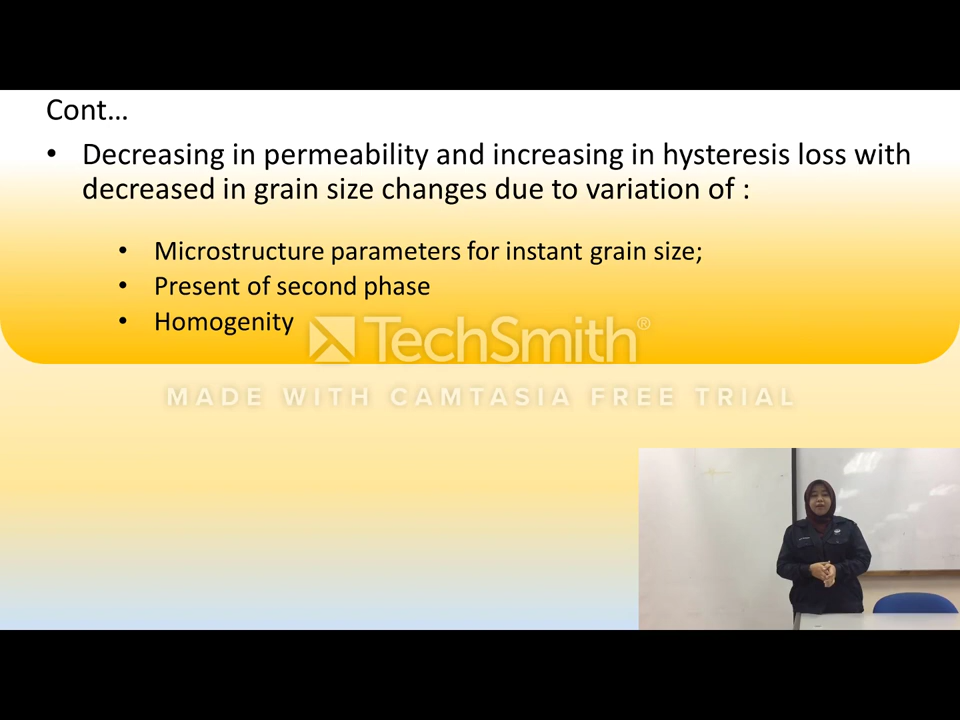 Cont...
• Decreasing in permeability and increasing in hysteresis loss with
decreased in grain size changes due to variation of :
• Microstructure parameters for instant grain size;
• Present of second phase
• Homogenity
TechSmith®
MADE WITH CAMTASIA FREE TRIAL